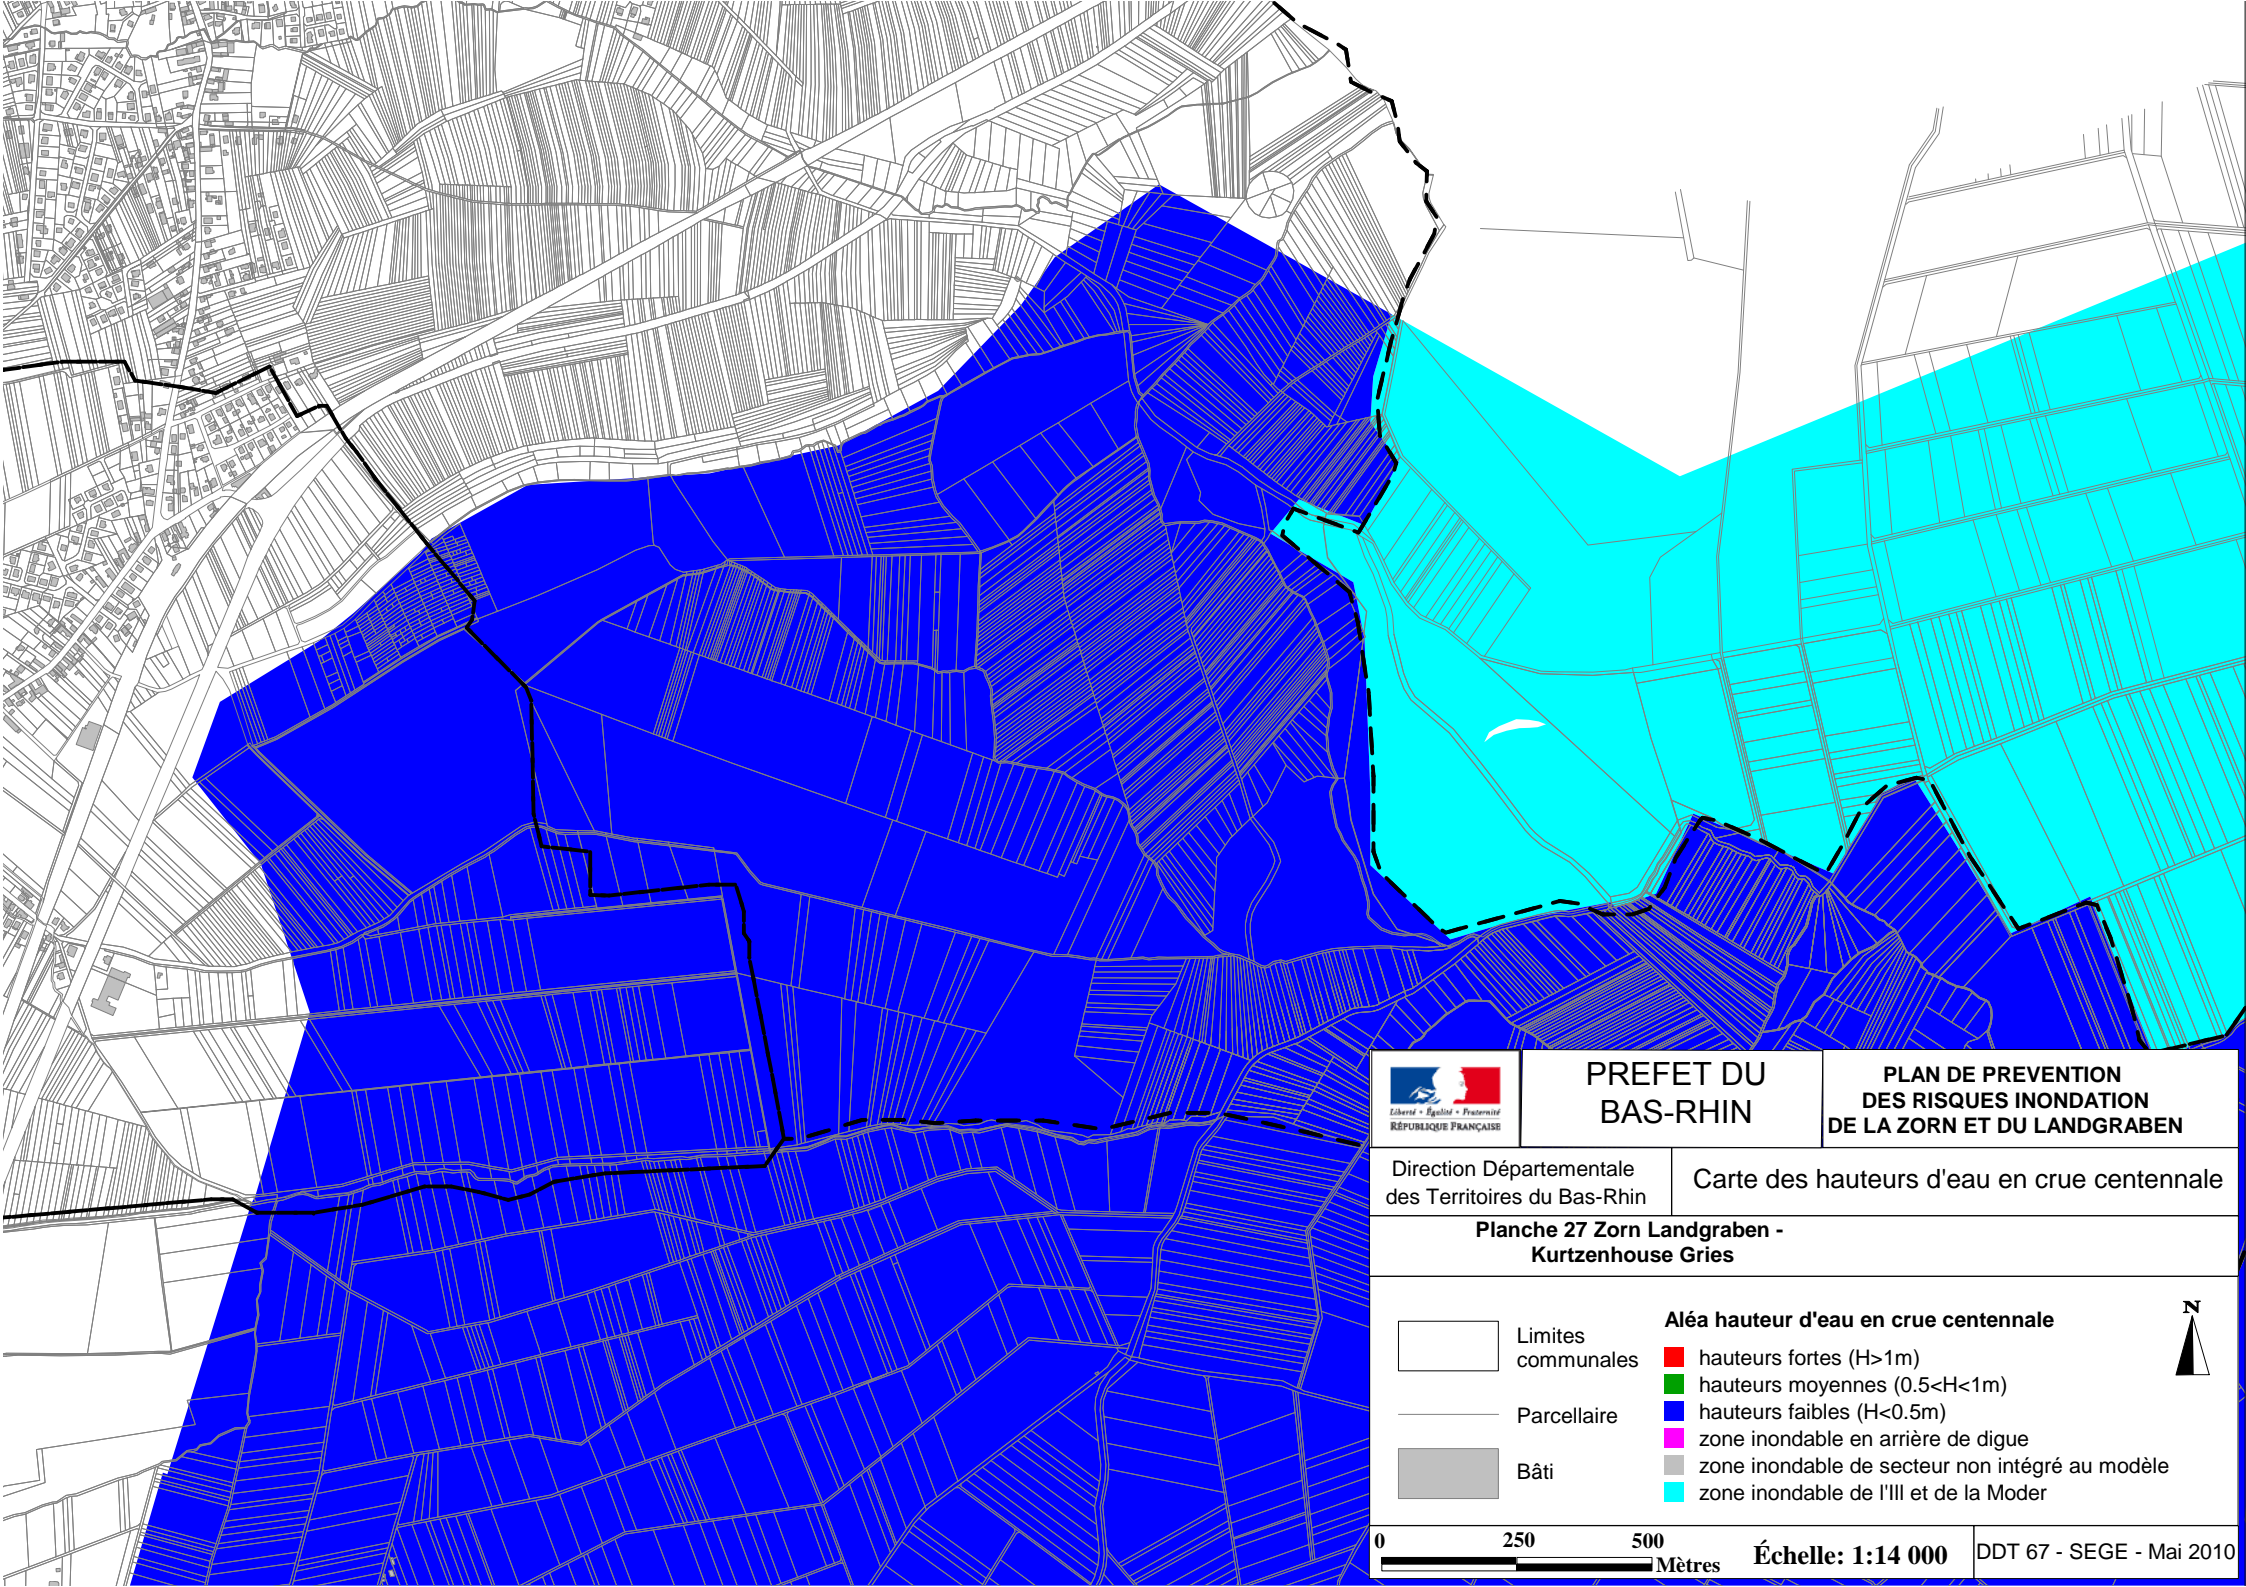 Liberté • Égalité • Fraternité
RÉPUBLIQUE FRANÇAISE
PREFET DU
BAS-RHIN
PLAN DE PREVENTION
DES RISQUES INONDATION
DE LA ZORN ET DU LANDGRABEN
Direction Départementale
des Territoires du Bas-Rhin
Carte des hauteurs d'eau en crue centennale
Planche 27 Zorn Landgraben -
Kurtzenhouse Gries
Limites
communales
Parcellaire
Bâti
Aléa hauteur d'eau en crue centennale
hauteurs fortes (H>1m)
hauteurs moyennes (0.5<H<1m)
hauteurs faibles (H<0.5m)
zone inondable en arrière de digue
zone inondable de secteur non intégré au modèle
zone inondable de l'Ill et de la Moder
N
0 250 500
Mètres
Échelle: 1:14 000
DDT 67 - SEGE - Mai 2010